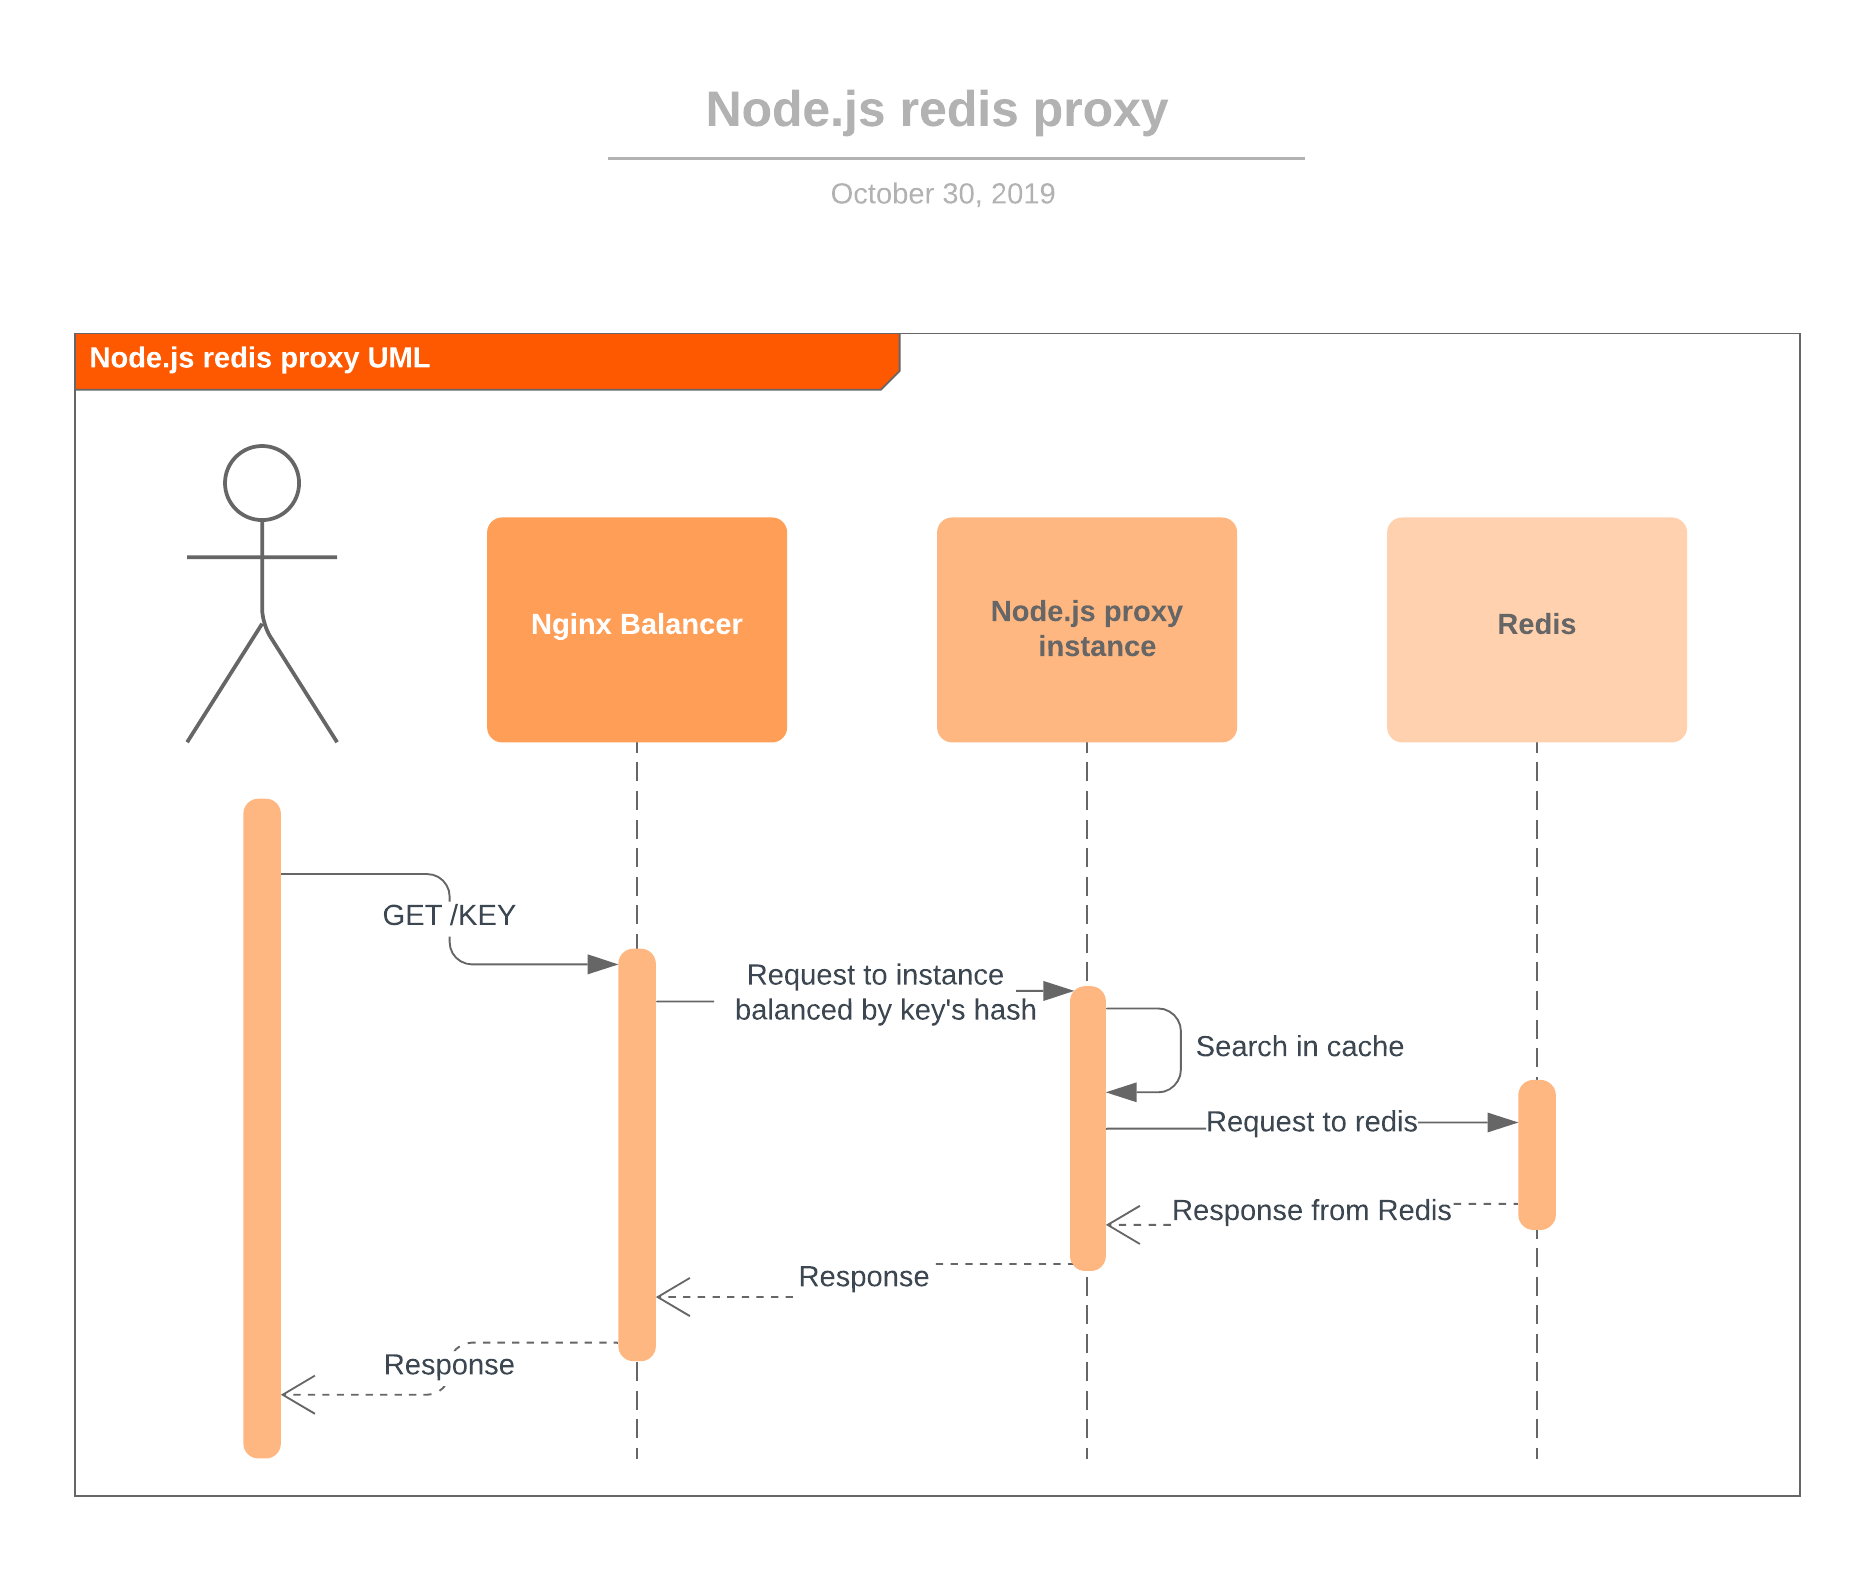 Node.js redis proxy
October 30, 2019
Node.js redis proxy UML
Nginx Balancer
Node.js proxy
instance
Redis
GET /KEY
Request to instance
balanced by key's hash
Search in cache
Request to redis
Response from Redis
Response
Response